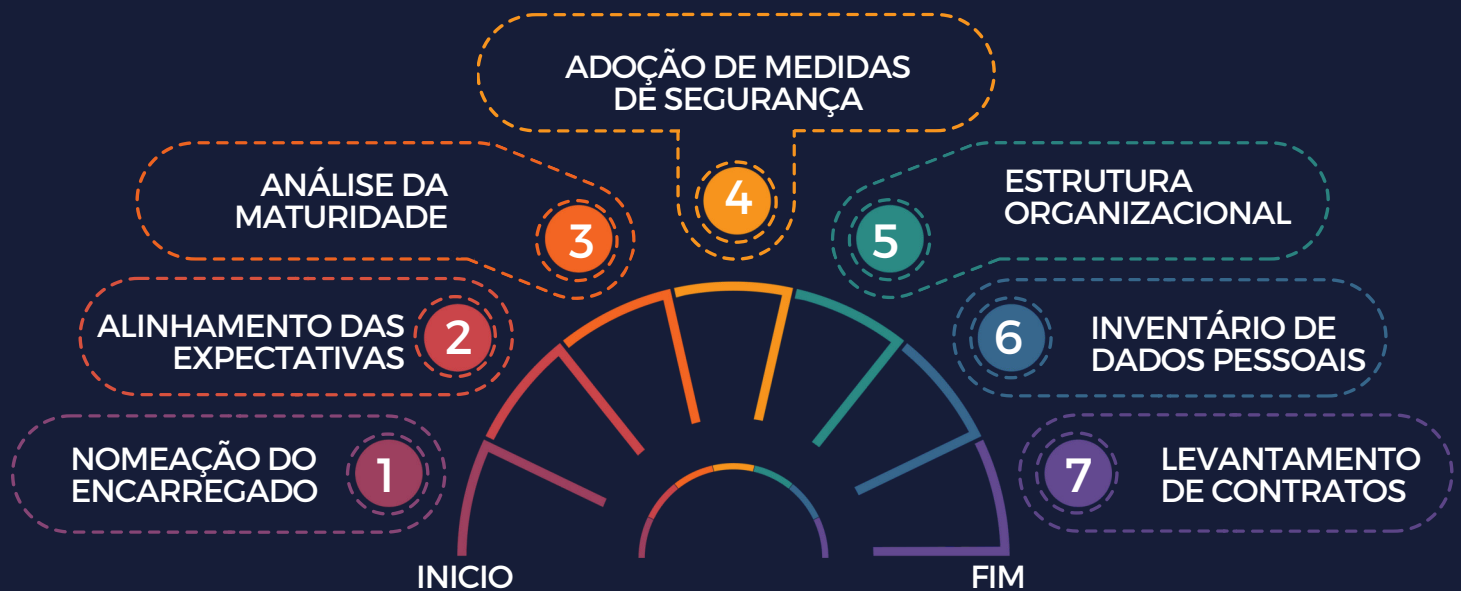 ADOÇÃO DE MEDIDAS
DE SEGURANÇA
4
ANÁLISE DA
MATURIDADE
3
5
ESTRUTURA
ORGANIZACIONAL
ALINHAMENTO DAS
EXPECTATIVAS
2
6
INVENTÁRIO DE
DADOS PESSOAIS
NOMEAÇÃO DO
ENCARREGADO
1
7
LEVANTAMENTO
DE CONTRATOS
INICIO
FIM